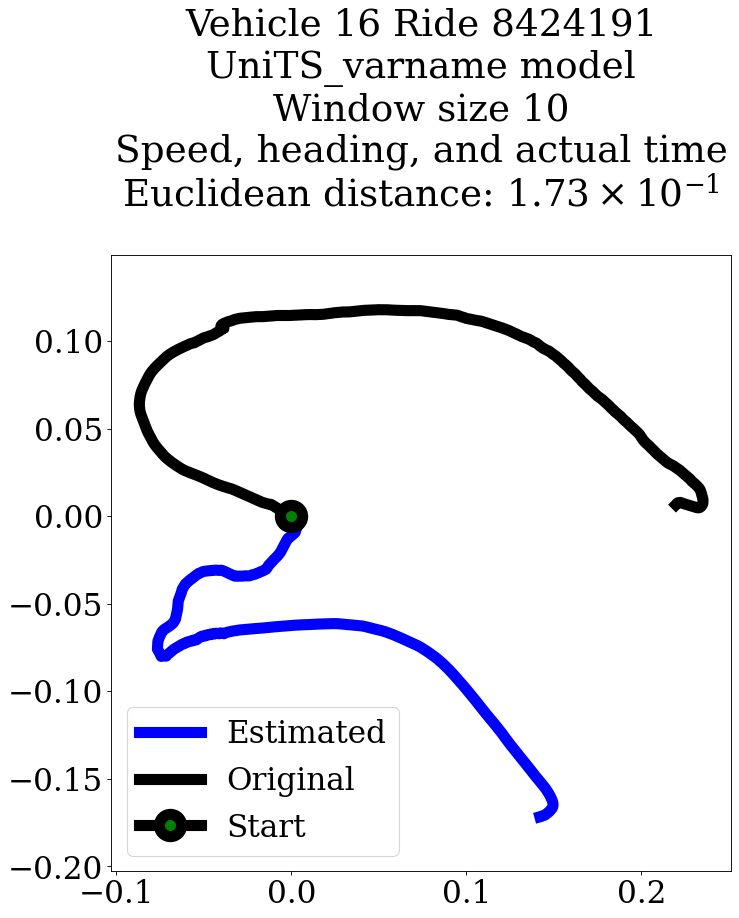 Vehicle 16 Ride 8424191
UniTS_varname model
Window size 10
Speed, heading, and actual time
Euclidean distance: 1.73 × 10⁻¹
0.10
0.05
0.00
−0.05
−0.10
−0.15
−0.20
Estimated
Original
Start
−0.1 0.0 0.1 0.2